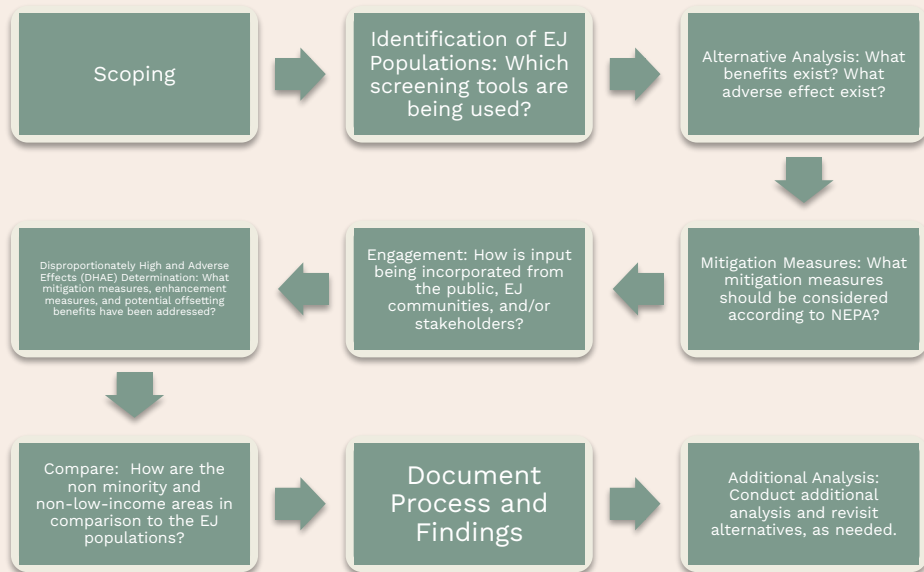 Scoping
Identification of EJ
Populations: Which
screening tools are
being used?
Alternative Analysis: What
benefits exist? What
adverse effect exist?
Mitigation Measures: What
mitigation measures
should be considered
according to NEPA?
Engagement: How is input
being incorporated from
the public, EJ
communities, and/or
stakeholders?
Disproportionately High and Adverse
Effects (DHAE) Determination: What
mitigation measures, enhancement
measures, and potential offsetting
benefits have been addressed?
Compare: How are the
non minority and
non-low-income areas in
comparison to the EJ
populations?
Document
Process and
Findings
Additional Analysis:
Conduct additional
analysis and revisit
alternatives, as needed.